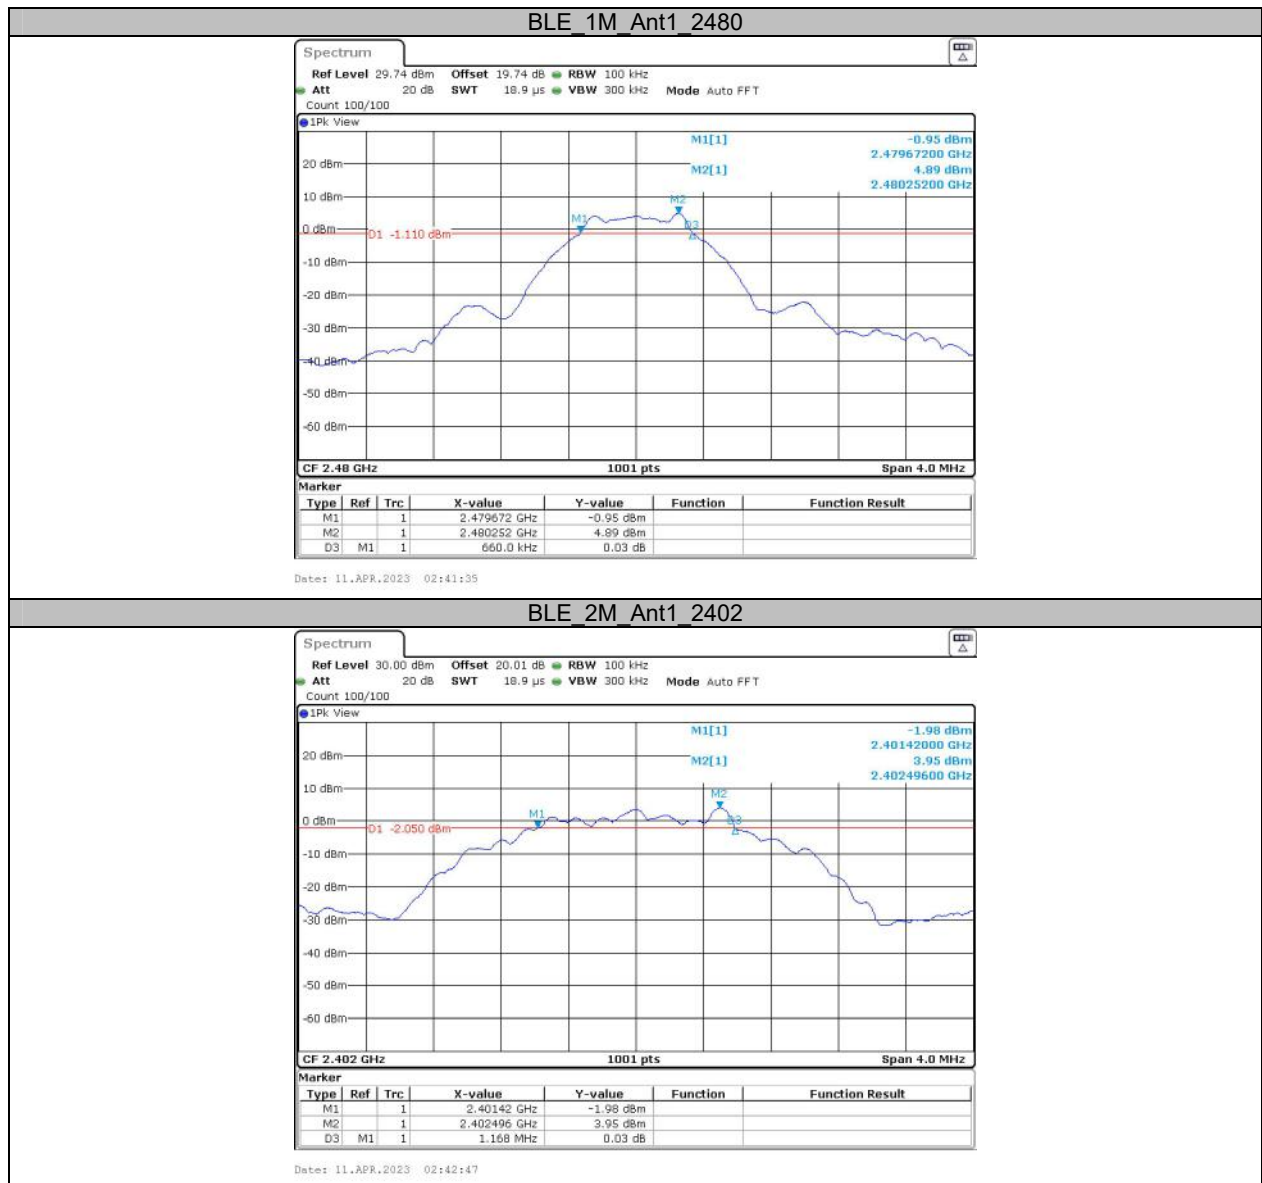 BLE_1M_Ant1_2480
Spectrum
Ref Level 29.74 dBm Offset 19.74 dB RBW 100 kHz
Att 20 dB SWT 18.9 µs VBW 300 kHz Mode Auto FFT
Count 100/100
1Pk View
M1[1] -0.95 dBm
2.47967200 GHz
20 dBm
M2[1] 4.89 dBm
2.48025200 GHz
10 dBm
M2
M1
0 dBm
D3
D1 -1.110 dBm
-10 dBm
-20 dBm
-30 dBm
-40 dBm
-50 dBm
-60 dBm
CF 2.48 GHz 1001 pts Span 4.0 MHz
Marker
Type Ref Trc X-value Y-value Function Function Result
M1 1 2.479672 GHz -0.95 dBm
M2 1 2.480252 GHz 4.89 dBm
D3 M1 1 660.0 kHz 0.03 dB
Date: 11.APR.2023 02:41:35
BLE_2M_Ant1_2402
Spectrum
Ref Level 30.00 dBm Offset 20.01 dB RBW 100 kHz
Att 20 dB SWT 18.9 µs VBW 300 kHz Mode Auto FFT
Count 100/100
1Pk View
M1[1] -1.98 dBm
2.40142000 GHz
20 dBm
M2[1] 3.95 dBm
2.40249600 GHz
10 dBm
M2
M1
0 dBm
D3
D1 -2.050 dBm
-10 dBm
-20 dBm
-30 dBm
-40 dBm
-50 dBm
-60 dBm
CF 2.402 GHz 1001 pts Span 4.0 MHz
Marker
Type Ref Trc X-value Y-value Function Function Result
M1 1 2.40142 GHz -1.98 dBm
M2 1 2.402496 GHz 3.95 dBm
D3 M1 1 1.168 MHz 0.03 dB
Date: 11.APR.2023 02:42:47